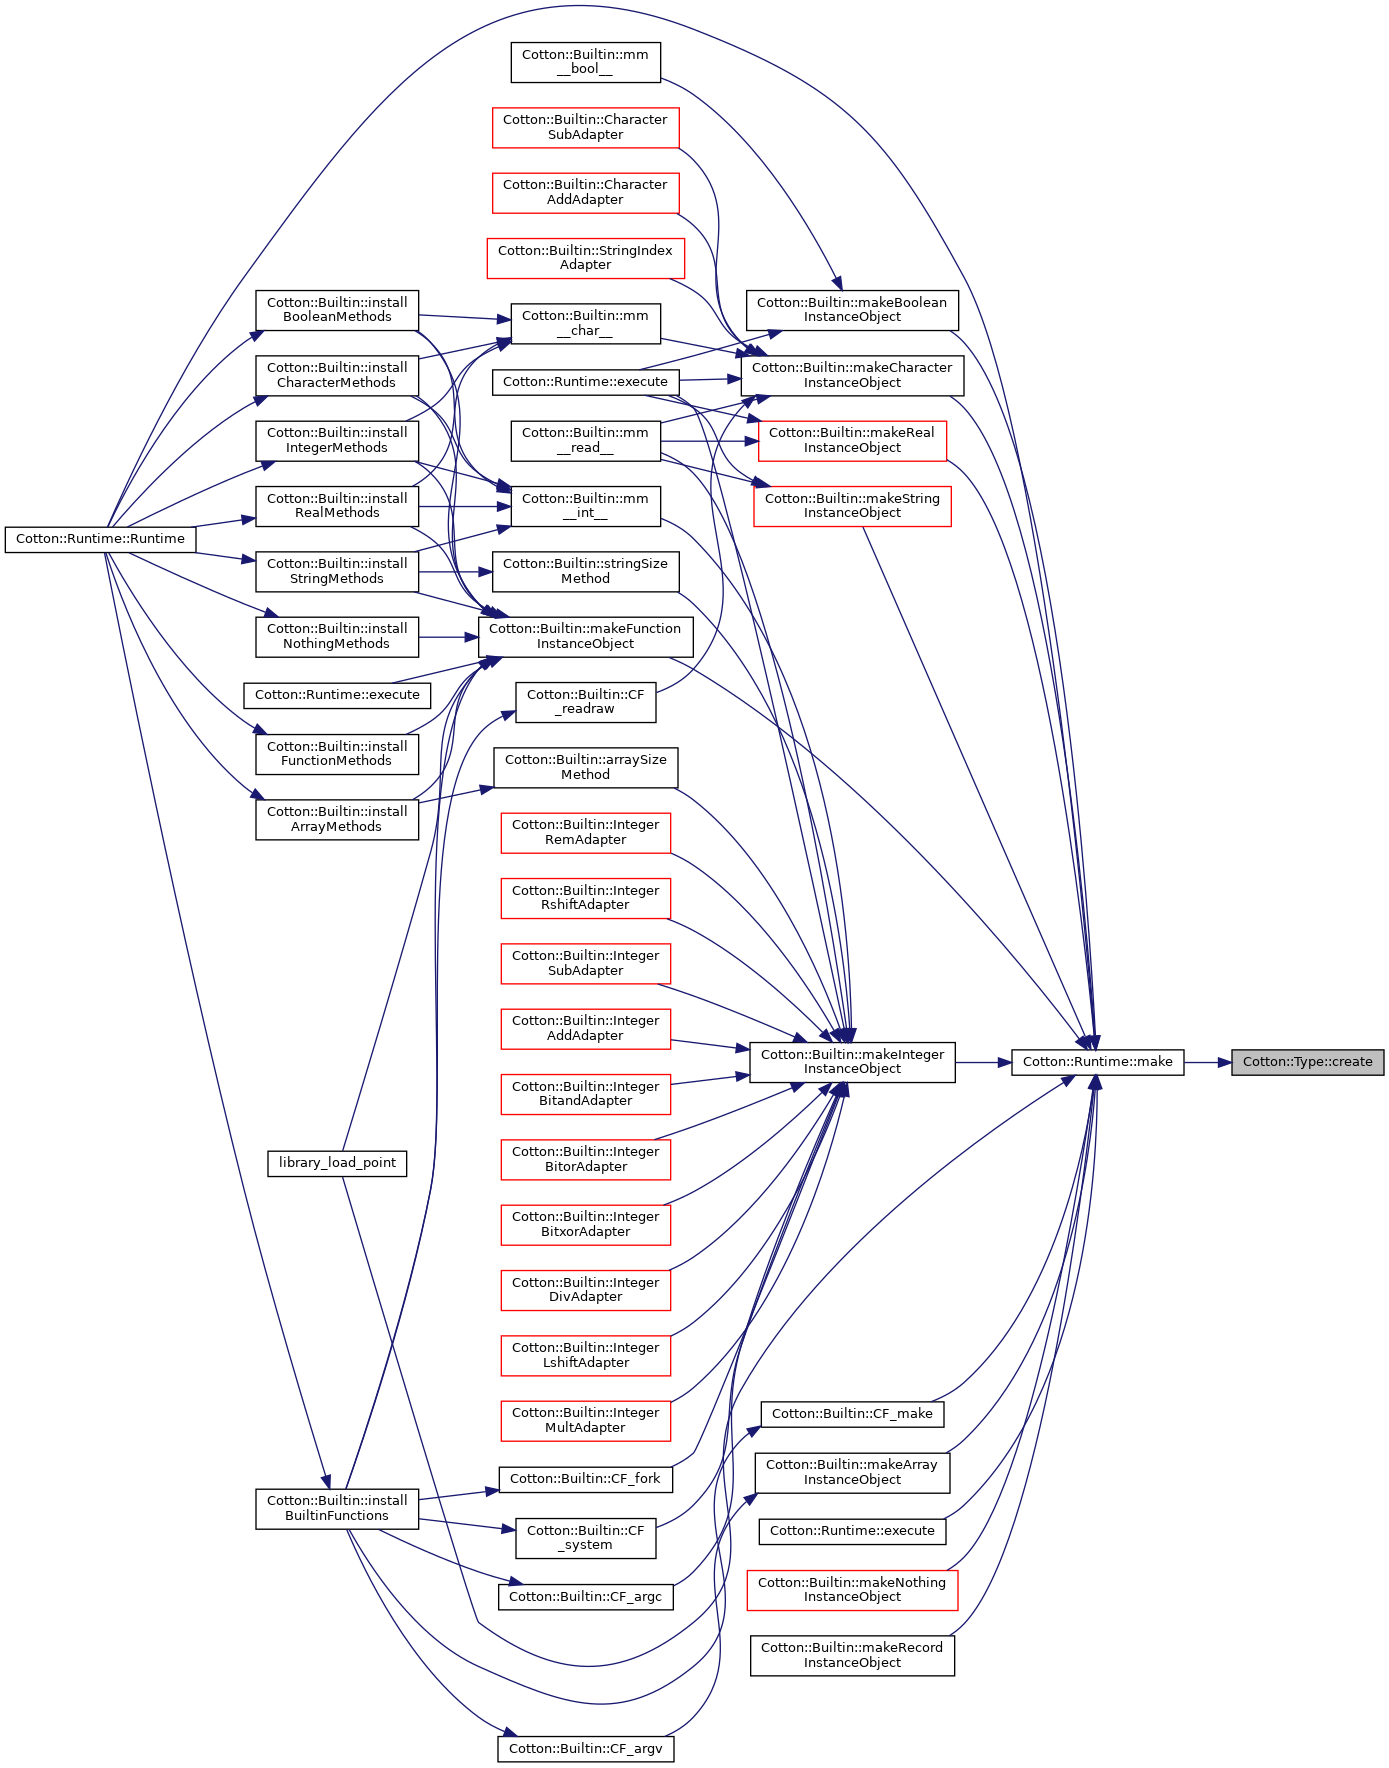 Cotton::Builtin::mm
__bool__
Cotton::Builtin::Character
SubAdapter
Cotton::Builtin::Character
AddAdapter
Cotton::Builtin::StringIndex
Adapter
Cotton::Builtin::install
BooleanMethods
Cotton::Builtin::mm
__char__
Cotton::Builtin::makeBoolean
InstanceObject
Cotton::Builtin::install
CharacterMethods
Cotton::Runtime::execute
Cotton::Builtin::makeCharacter
InstanceObject
Cotton::Builtin::install
IntegerMethods
Cotton::Builtin::mm
__read__
Cotton::Builtin::makeReal
InstanceObject
Cotton::Builtin::install
RealMethods
Cotton::Builtin::mm
__int__
Cotton::Builtin::makeString
InstanceObject
Cotton::Runtime::Runtime
Cotton::Builtin::install
StringMethods
Cotton::Builtin::stringSize
Method
Cotton::Builtin::install
NothingMethods
Cotton::Builtin::makeFunction
InstanceObject
Cotton::Runtime::execute
Cotton::Builtin::CF
_readraw
Cotton::Builtin::install
FunctionMethods
Cotton::Builtin::arraySize
Method
Cotton::Builtin::install
ArrayMethods
Cotton::Builtin::Integer
RemAdapter
Cotton::Builtin::Integer
RshiftAdapter
Cotton::Builtin::Integer
SubAdapter
Cotton::Builtin::Integer
AddAdapter
Cotton::Builtin::makeInteger
InstanceObject
Cotton::Runtime::make
Cotton::Type::create
Cotton::Builtin::Integer
BitandAdapter
Cotton::Builtin::Integer
BitorAdapter
library_load_point
Cotton::Builtin::Integer
BitxorAdapter
Cotton::Builtin::Integer
DivAdapter
Cotton::Builtin::Integer
LshiftAdapter
Cotton::Builtin::Integer
MultAdapter
Cotton::Builtin::CF_make
Cotton::Builtin::makeArray
InstanceObject
Cotton::Builtin::CF_fork
Cotton::Builtin::install
BuiltinFunctions
Cotton::Builtin::CF
_system
Cotton::Runtime::execute
Cotton::Builtin::makeNothing
InstanceObject
Cotton::Builtin::CF_argc
Cotton::Builtin::makeRecord
InstanceObject
Cotton::Builtin::CF_argv